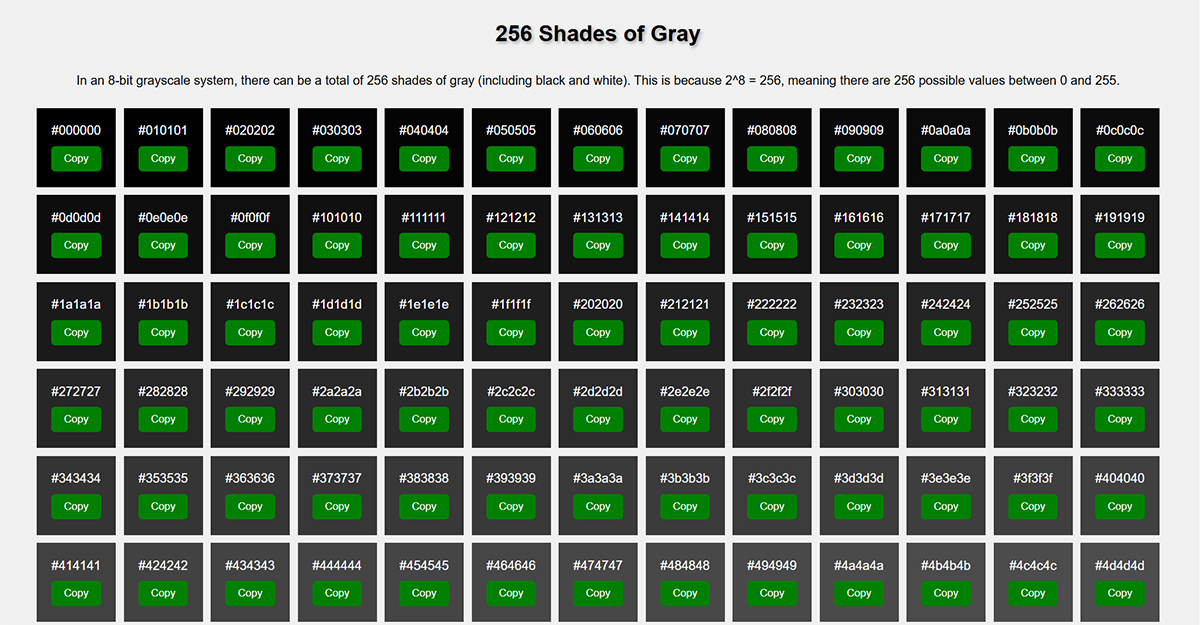 256 Shades of Gray
In an 8-bit grayscale system, there can be a total of 256 shades of gray (including black and white). This is because 2^8 = 256, meaning there are 256 possible values between 0 and 255.
#000000 #010101 #020202 #030303 #040404 #050505 #060606 #070707 #080808 #090909 #0a0a0a #0b0b0b #0c0c0c
Copy Copy Copy Copy Copy Copy Copy Copy Copy Copy Copy Copy Copy
#0d0d0d #0e0e0e #0f0f0f #101010 #111111 #121212 #131313 #141414 #151515 #161616 #171717 #181818 #191919
Copy Copy Copy Copy Copy Copy Copy Copy Copy Copy Copy Copy Copy
#1a1a1a #1b1b1b #1c1c1c #1d1d1d #1e1e1e #1f1f1f #202020 #212121 #222222 #232323 #242424 #252525 #262626
Copy Copy Copy Copy Copy Copy Copy Copy Copy Copy Copy Copy Copy
#272727 #282828 #292929 #2a2a2a #2b2b2b #2c2c2c #2d2d2d #2e2e2e #2f2f2f #303030 #313131 #323232 #333333
Copy Copy Copy Copy Copy Copy Copy Copy Copy Copy Copy Copy Copy
#343434 #353535 #363636 #373737 #383838 #393939 #3a3a3a #3b3b3b #3c3c3c #3d3d3d #3e3e3e #3f3f3f #404040
Copy Copy Copy Copy Copy Copy Copy Copy Copy Copy Copy Copy Copy
#414141 #424242 #434343 #444444 #454545 #464646 #474747 #484848 #494949 #4a4a4a #4b4b4b #4c4c4c #4d4d4d
Copy Copy Copy Copy Copy Copy Copy Copy Copy Copy Copy Copy Copy